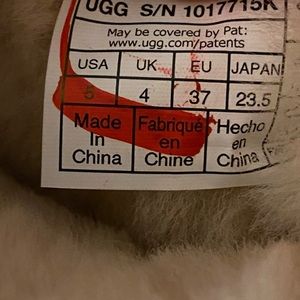 UGG S/N 1017715K
May be covered by Pat:
www.ugg.com/patents
USA UK EU JAPAN
5 4 37 23.5
Made Fabriqué Hecho
In en en
China Chine China